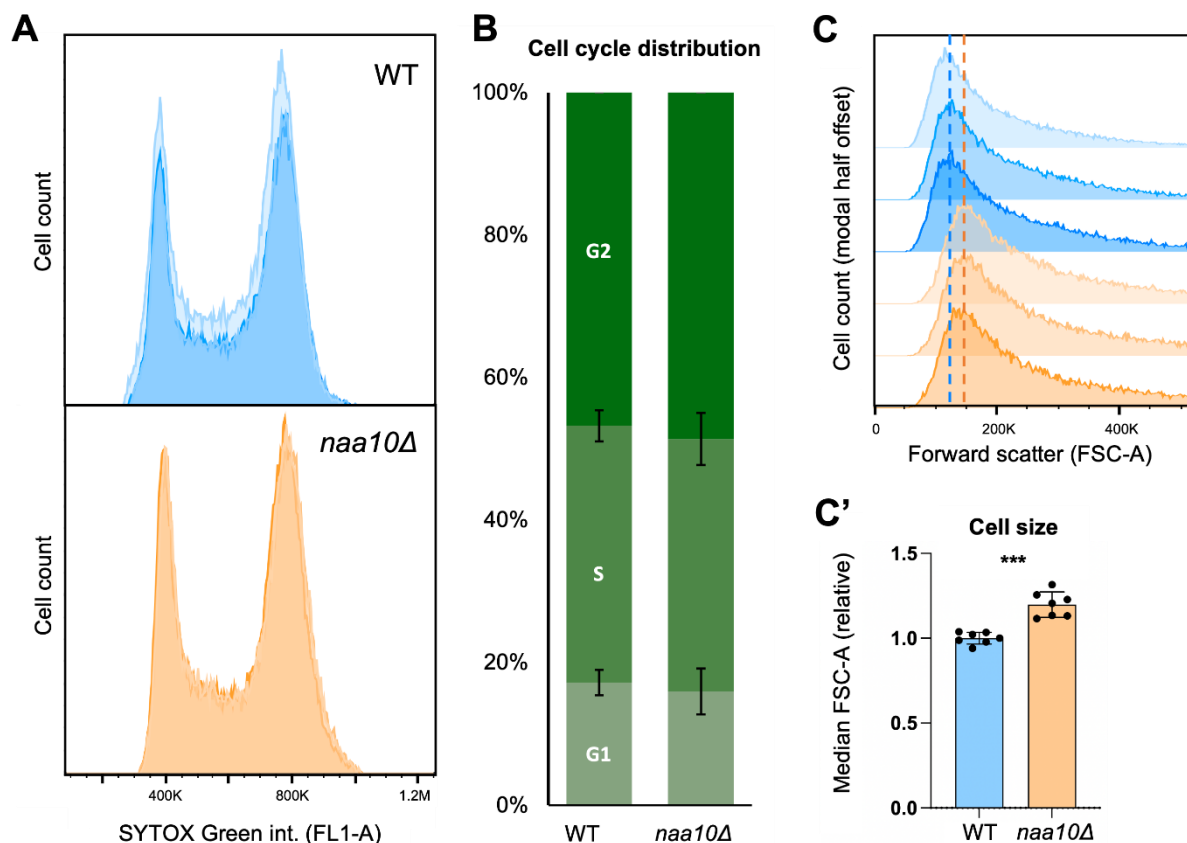 A
WT
Cell count
naa10Δ
Cell count
400K 800K 1.2M
SYTOX Green int. (FL1-A)
B
Cell cycle distribution
100%
80%
60%
40%
20%
0%
G2
S
G1
WT naa10Δ
C
Cell count (modal half offset)
0 200K 400K
Forward scatter (FSC-A)
C'
Cell size
***
Median FSC-A (relative)
1.5
1.0
0.5
0.0
WT naa10Δ